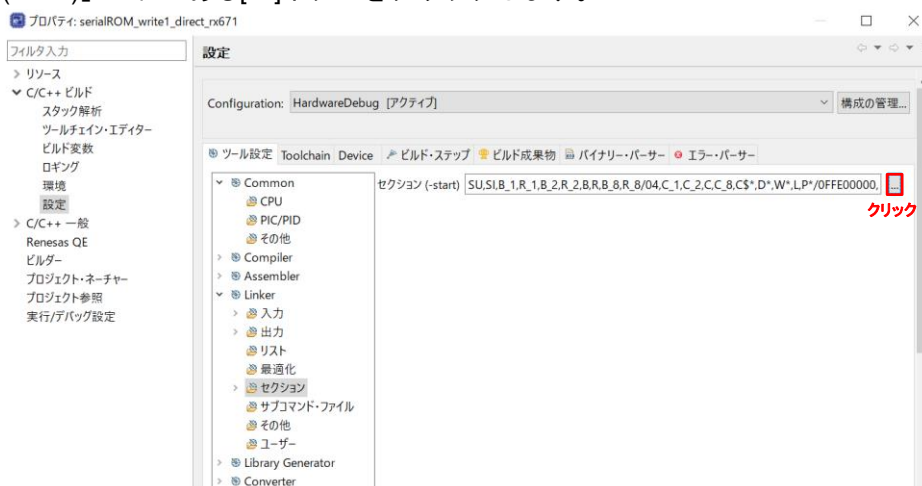 プロパティ: serialROM_write1_direct_rx671
フィルタ入力
設定
リソース
C/C++ ビルド
スタック解析
ツールチェイン・エディター
ビルド変数
ロギング
環境
設定
C/C++ 一般
Renesas QE
ビルダー
プロジェクト・ネーチャー
プロジェクト参照
実行/デバッグ設定
Configuration: HardwareDebug [アクティブ]
構成の管理...
ツール設定 Toolchain Device ビルド・ステップ ビルド成果物 バイナリー・パーサー エラー・パーサー
Common
CPU
PIC/PID
その他
Compiler
Assembler
Linker
入力
出力
リスト
最適化
セクション
サブコマンド・ファイル
その他
ユーザー
Library Generator
Converter
セクション (-start) SU,SI,B_1,R_1,B_2,R_2,B,R,B_8,R_8/04,C_1,C_2,C,C_8,C$*,D*,W*,L,P*/0FFE00000, ...
クリック